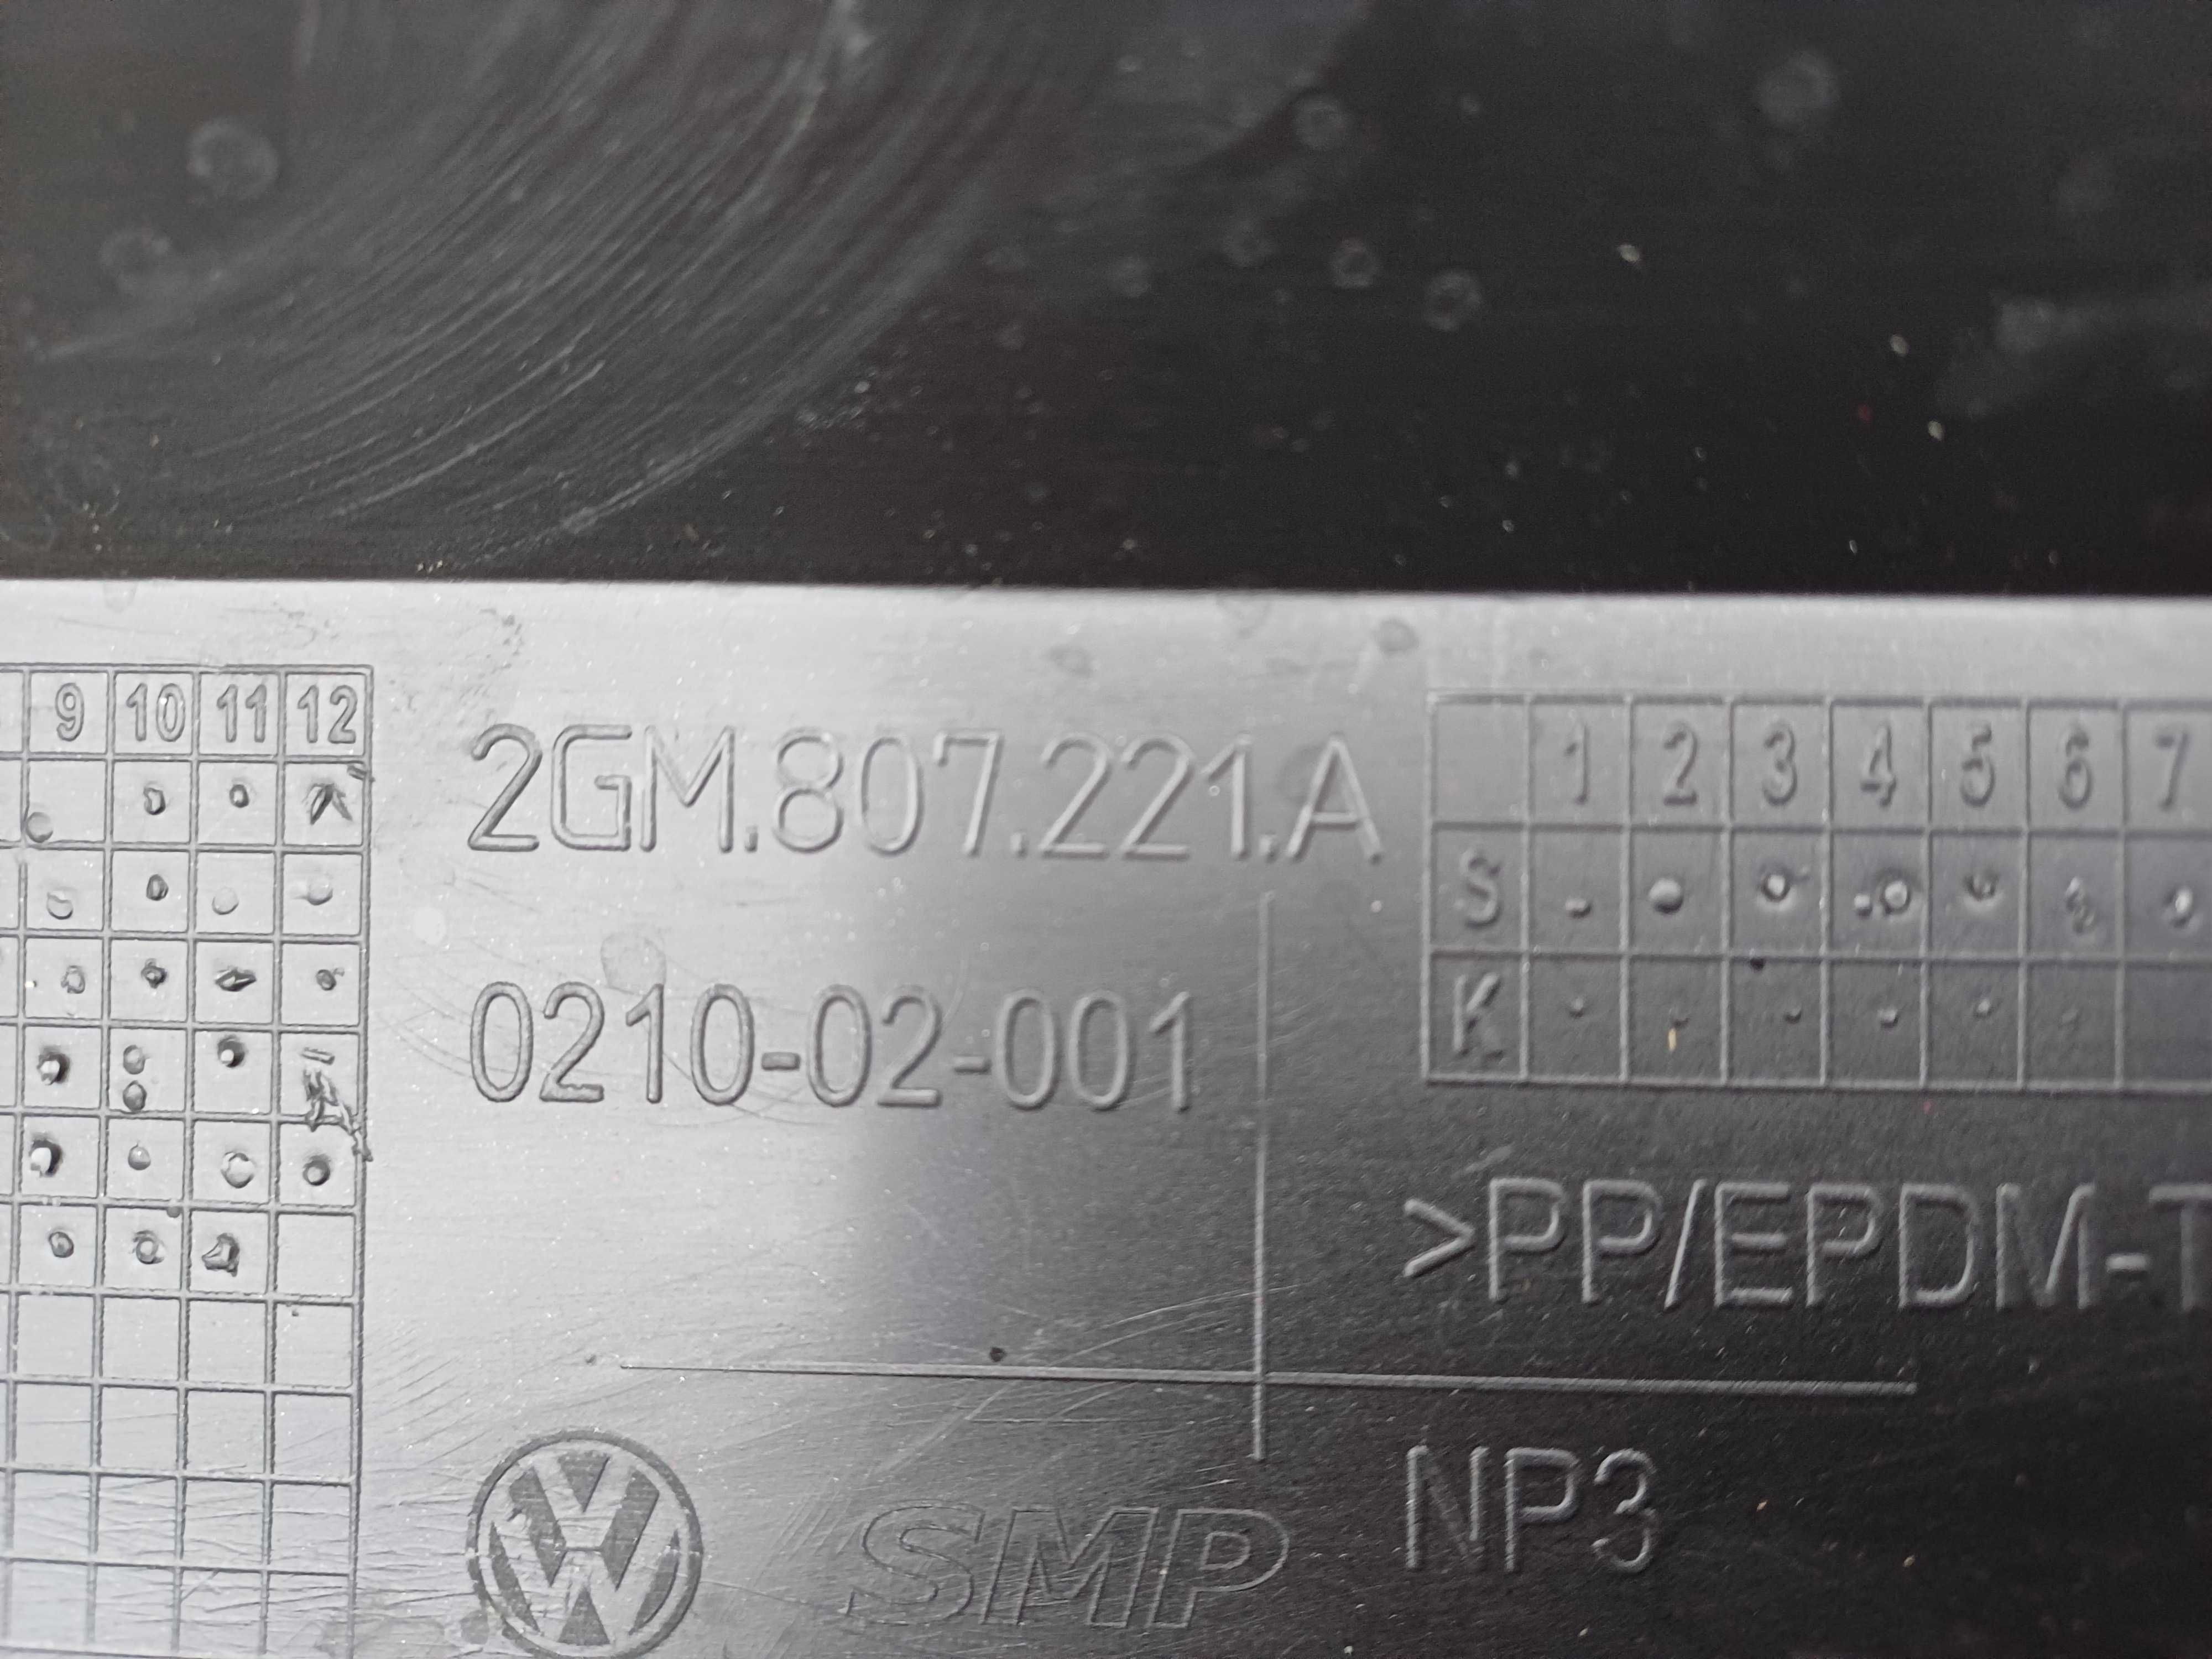 9 10 11 12
2GM.807.221.A
0210-02-001
1 2 3 4 5 6 7
S
K
>PP/EPDM-T
VW
SMP
NP3